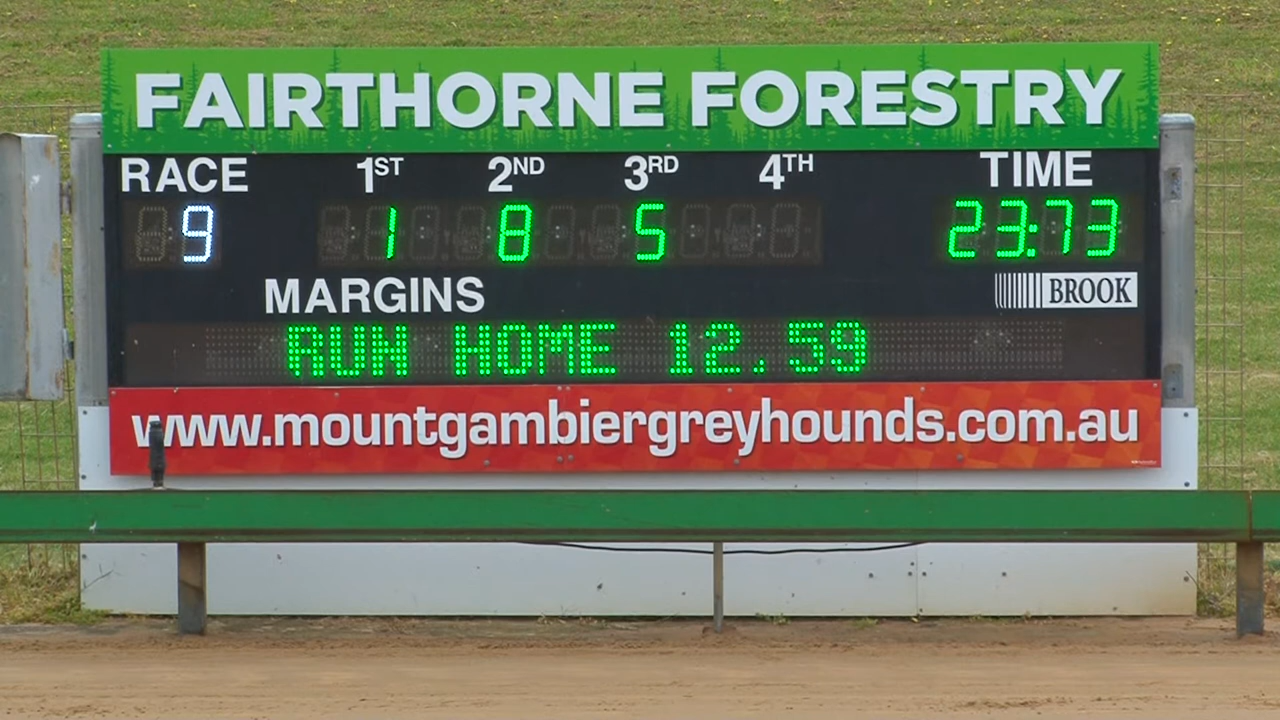 FAIRTHORNE FORESTRY
RACE 1ST 2ND 3RD 4TH TIME
9 1 8 5 23:73
MARGINS BROOK
RUN HOME 12.59
www.mountgambiergreyhounds.com.au